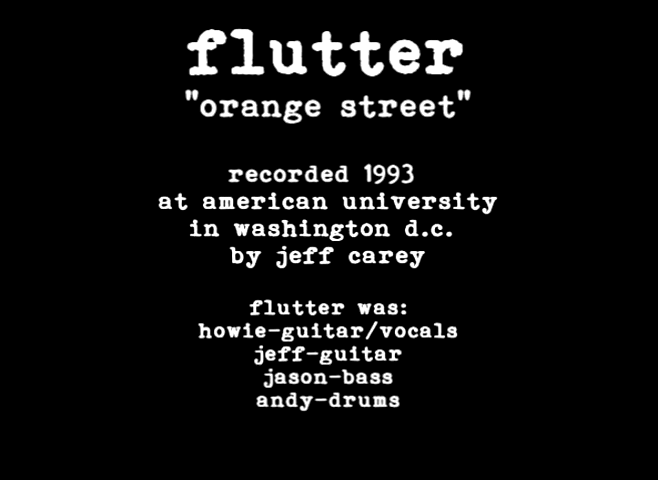 flutter
"orange street"
recorded 1993
at american university
in washington d.c.
by jeff carey
flutter was:
howie-guitar/vocals
jeff-guitar
jason-bass
andy-drums